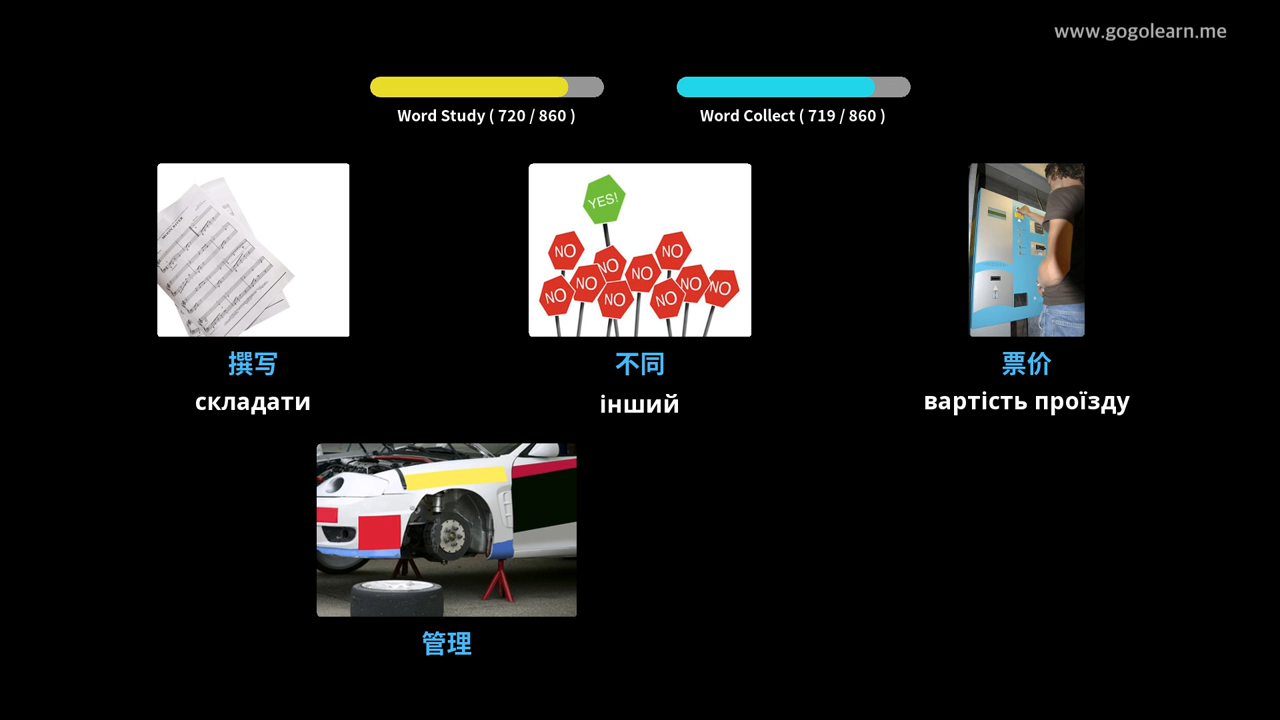 www.gogolearn.me
Word Study ( 720 / 860 )
Word Collect ( 719 / 860 )
YES!
NO
NO
NO
NO
NO
NO
NO
NO
NO
NO
撰写
不同
票价
складати
інший
вартість проїзду
管理